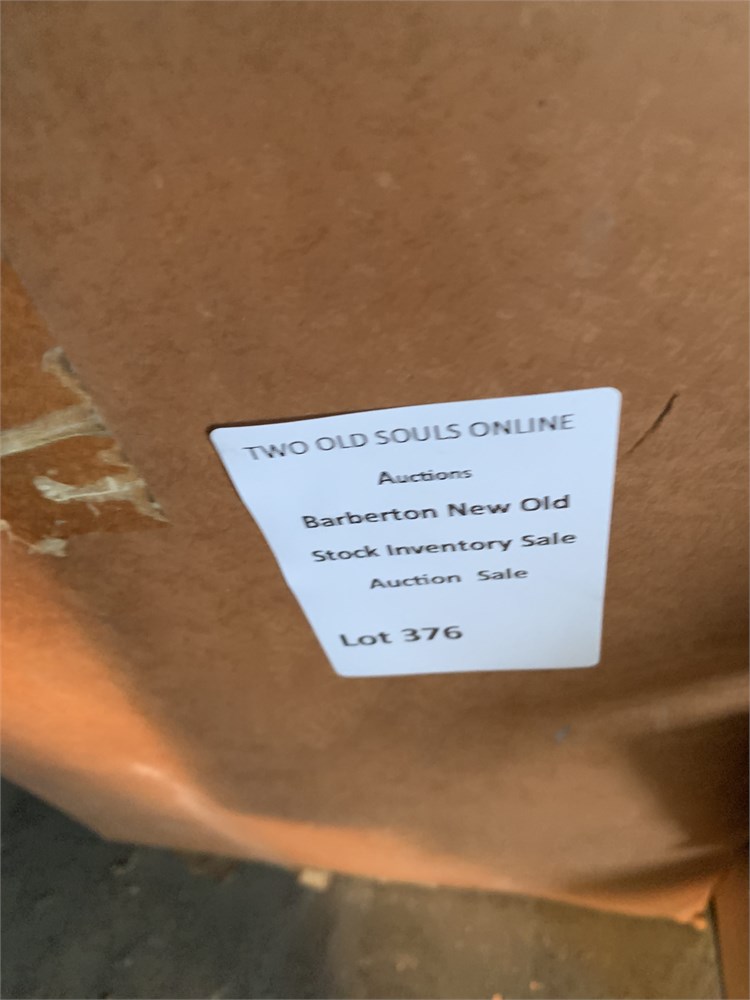 TWO OLD SOULS ONLINE
Auctions
Barberton New Old
Stock Inventory Sale
Auction Sale
Lot 376